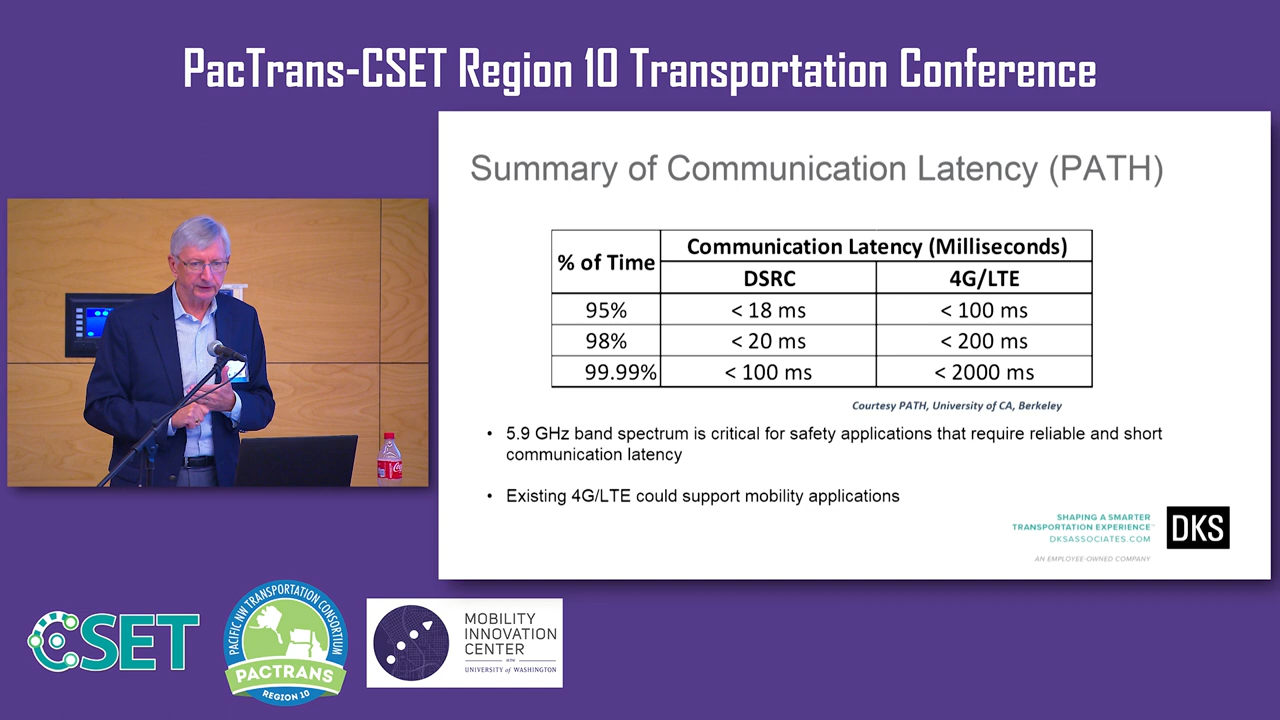 PacTrans-CSET Region 10 Transportation Conference
Summary of Communication Latency (PATH)
% of Time
Communication Latency (Milliseconds)
DSRC 4G/LTE
95% < 18 ms < 100 ms
98% < 20 ms < 200 ms
99.99% < 100 ms < 2000 ms
Courtesy PATH, University of CA, Berkeley
• 5.9 GHz band spectrum is critical for safety applications that require reliable and short
communication latency
• Existing 4G/LTE could support mobility applications
SHAPING A SMARTER
TRANSPORTATION EXPERIENCE™
DKSASSOCIATES.COM
AN EMPLOYEE-OWNED COMPANY
DKS
CSET
PACIFIC NW TRANSPORTATION CONSORTIUM
PACTRANS
REGION 10
MOBILITY
INNOVATION
CENTER
UNIVERSITY of WASHINGTON